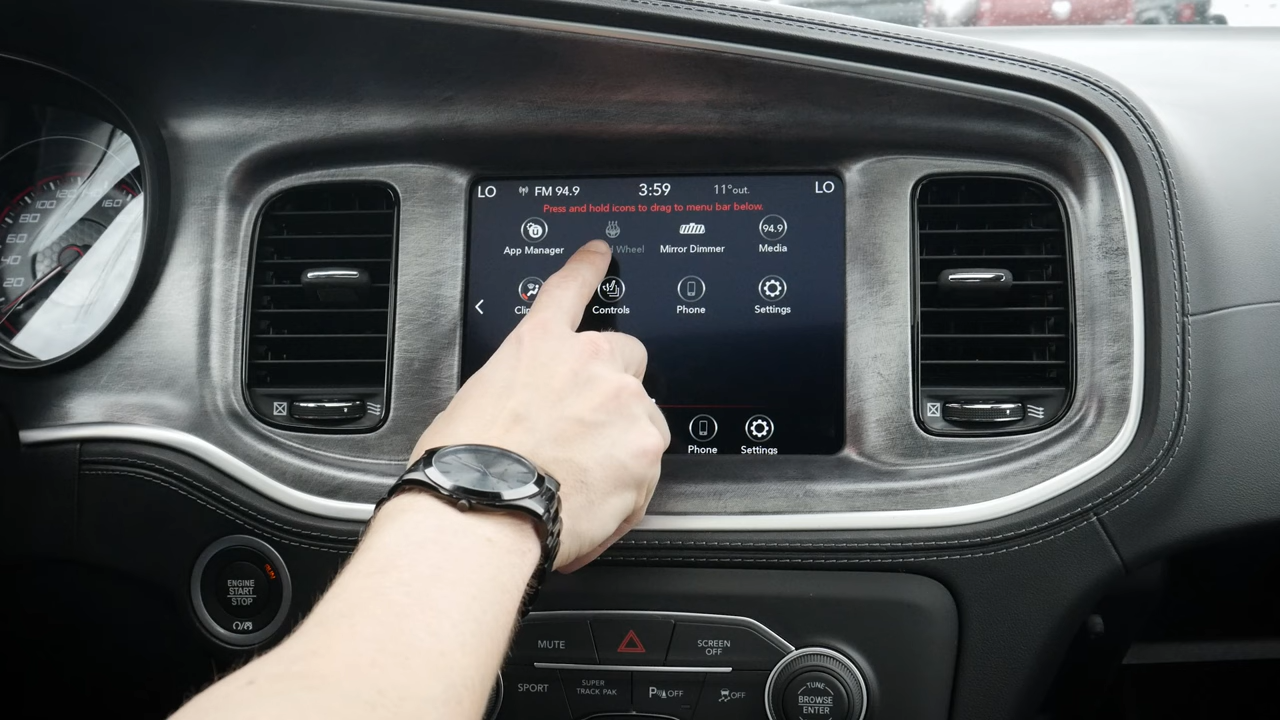 LO FM 94.9 3:59 11°out. LO
Press and hold icons to drag to menu bar below.
94.9
App Manager Wheel Mirror Dimmer Media
Controls Phone Settings
Phone Settings
120 160
100
80
60
40
20
ENGINE
START
STOP
MUTE SCREEN
OFF
SPORT SUPER
TRACK PAK P OFF OFF
TUNE
BROWSE
ENTER